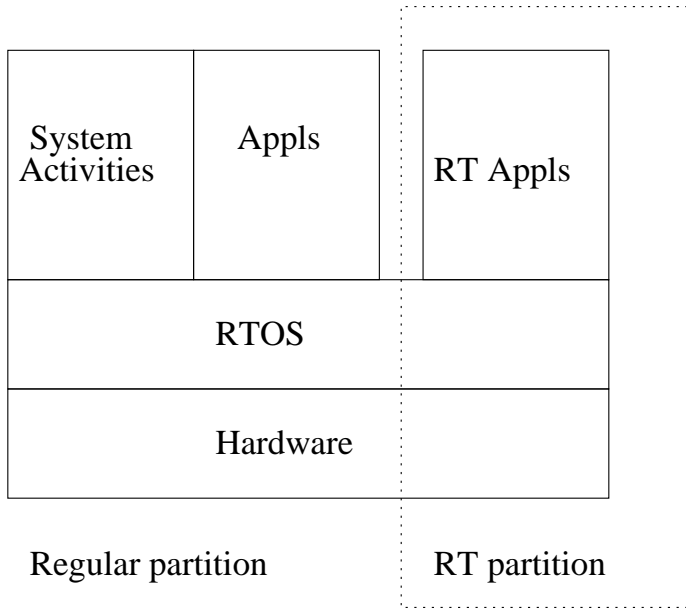 System
Activities
Appls
RT Appls
RTOS
Hardware
Regular partition
RT partition